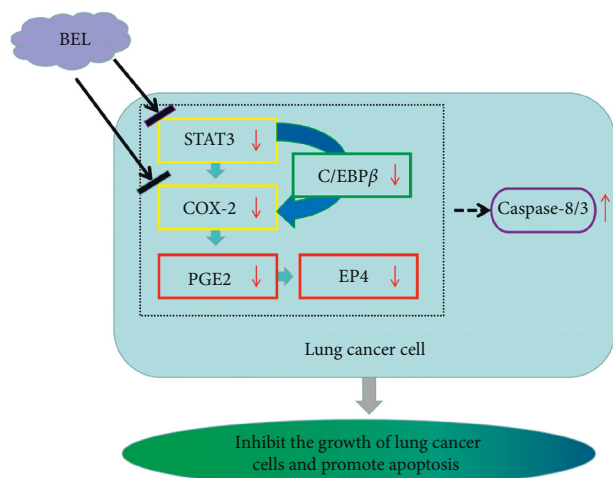 BEL
STAT3 ↓
C/EBPβ ↓
COX-2 ↓
Caspase-8/3 ↑
PGE2 ↓
EP4 ↓
Lung cancer cell
Inhibit the growth of lung cancer
cells and promote apoptosis